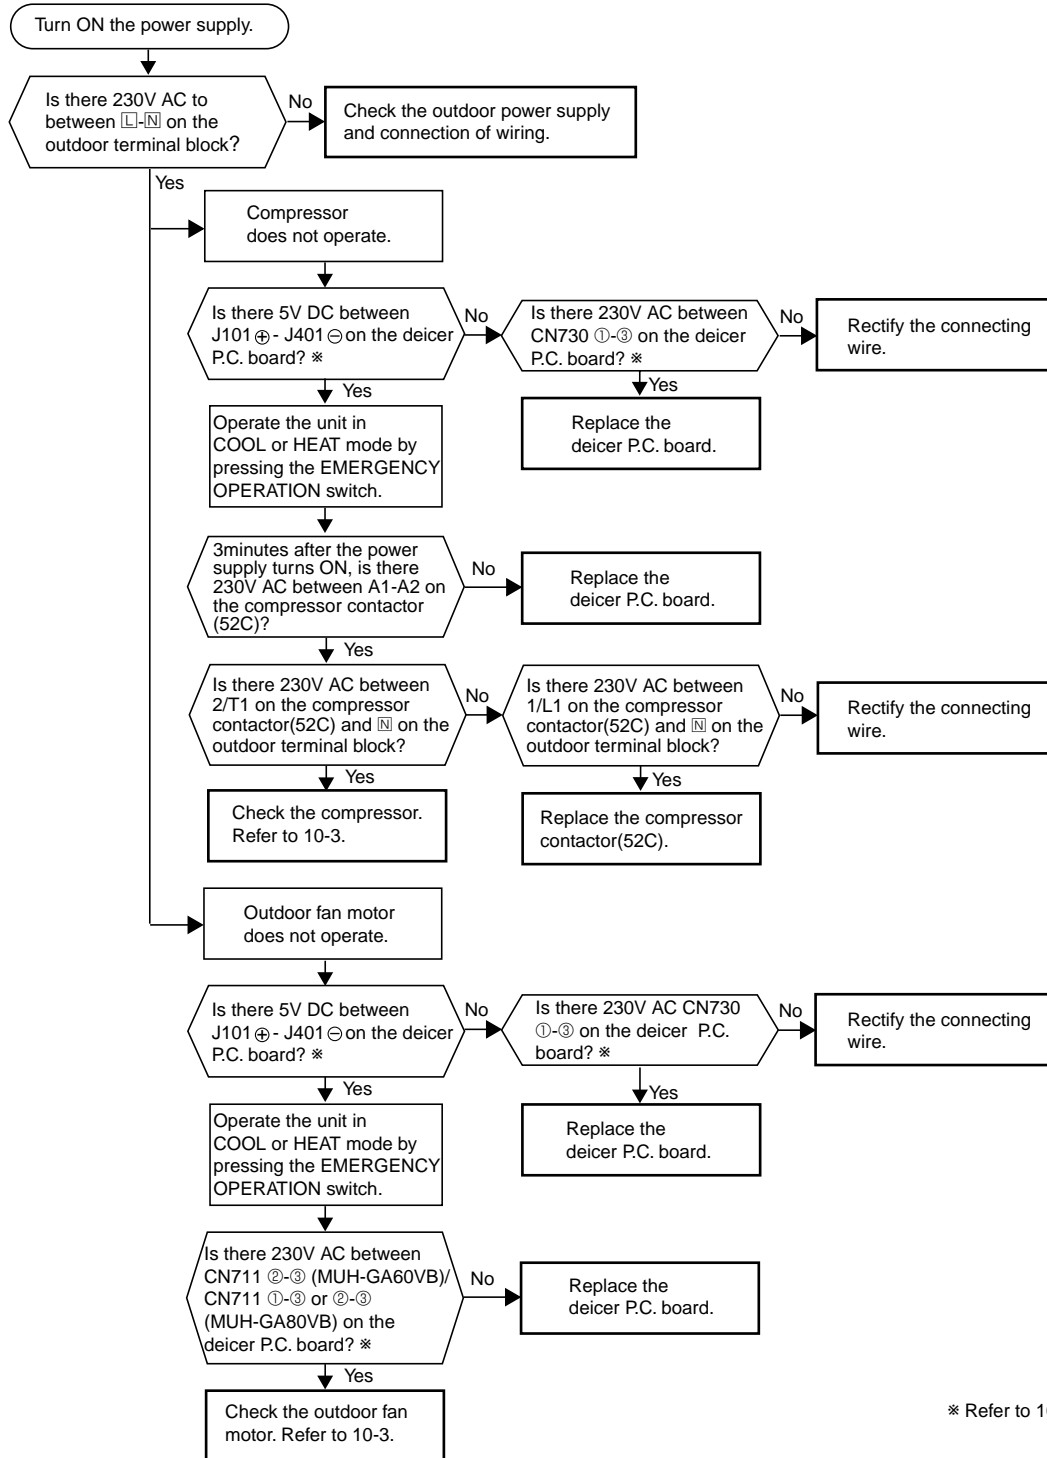 Turn ON the power supply.
Is there 230V AC to
between L-N on the
outdoor terminal block?
No
Check the outdoor power supply
and connection of wiring.
Yes
Compressor
does not operate.
Is there 5V DC between
J101 ⊕ - J401 ⊖ on the deicer
P.C. board? ※
No
Is there 230V AC between
CN730 ①-③ on the deicer
P.C. board? ※
No
Rectify the connecting
wire.
Yes
Yes
Operate the unit in
COOL or HEAT mode by
pressing the EMERGENCY
OPERATION switch.
Replace the
deicer P.C. board.
3minutes after the power
supply turns ON, is there
230V AC between A1-A2 on
the compressor contactor
(52C)?
No
Replace the
deicer P.C. board.
Yes
Is there 230V AC between
2/T1 on the compressor
contactor(52C) and N on the
outdoor terminal block?
No
Is there 230V AC between
1/L1 on the compressor
contactor(52C) and N on the
outdoor terminal block?
No
Rectify the connecting
wire.
Yes
Yes
Check the compressor.
Refer to 10-3.
Replace the compressor
contactor(52C).
Outdoor fan motor
does not operate.
Is there 5V DC between
J101 ⊕ - J401 ⊖ on the deicer
P.C. board? ※
No
Is there 230V AC CN730
①-③ on the deicer P.C.
board? ※
No
Rectify the connecting
wire.
Yes
Yes
Operate the unit in
COOL or HEAT mode by
pressing the EMERGENCY
OPERATION switch.
Replace the
deicer P.C. board.
Is there 230V AC between
CN711 ②-③ (MUH-GA60VB)/
CN711 ①-③ or ②-③
(MUH-GA80VB) on the
deicer P.C. board? ※
No
Replace the
deicer P.C. board.
Yes
Check the outdoor fan
motor. Refer to 10-3.
※ Refer to